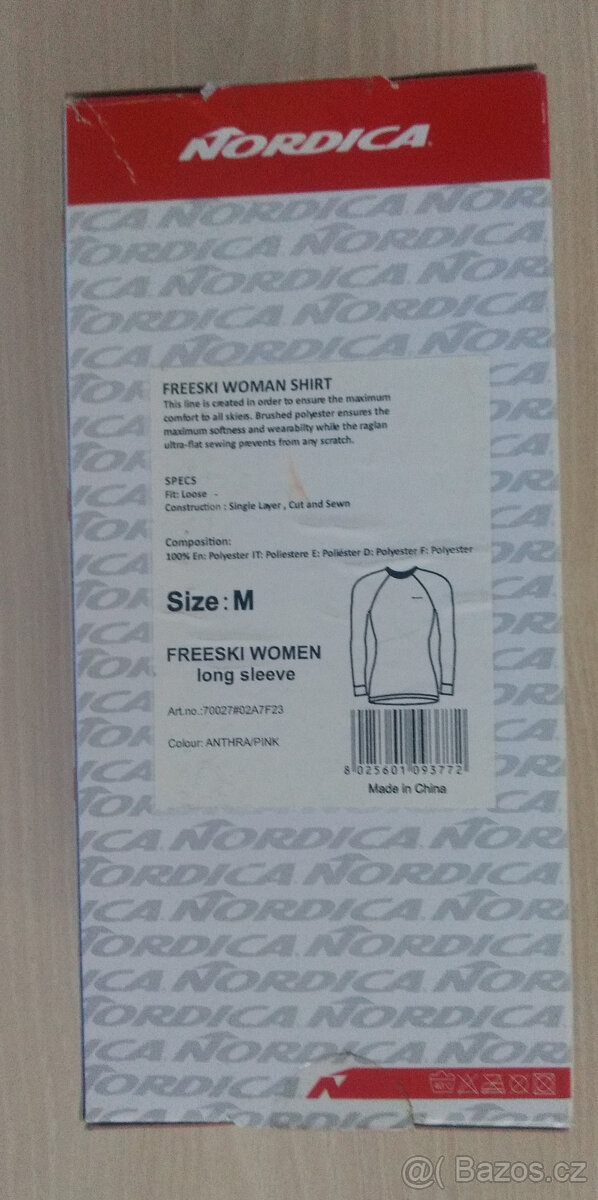 NORDICA
FREESKI WOMAN SHIRT
This line is created in order to ensure the maximum
comfort to all skiers. Brushed polyester ensures the
maximum softness and wearabilty while the raglan
ultra-flat sewing prevents from any scratch.
SPECS
Fit: Loose -
Construction : Single Layer , Cut and Sewn
Composition:
100% En: Polyester IT: Poliestere E: Poliéster D: Polyester F: Polyester
Size : M
FREESKI WOMEN
long sleeve
Art.no.:70027#02A7F23
Colour: ANTHRA/PINK
8 025601 093772
Made in China
@( Bazos.cz